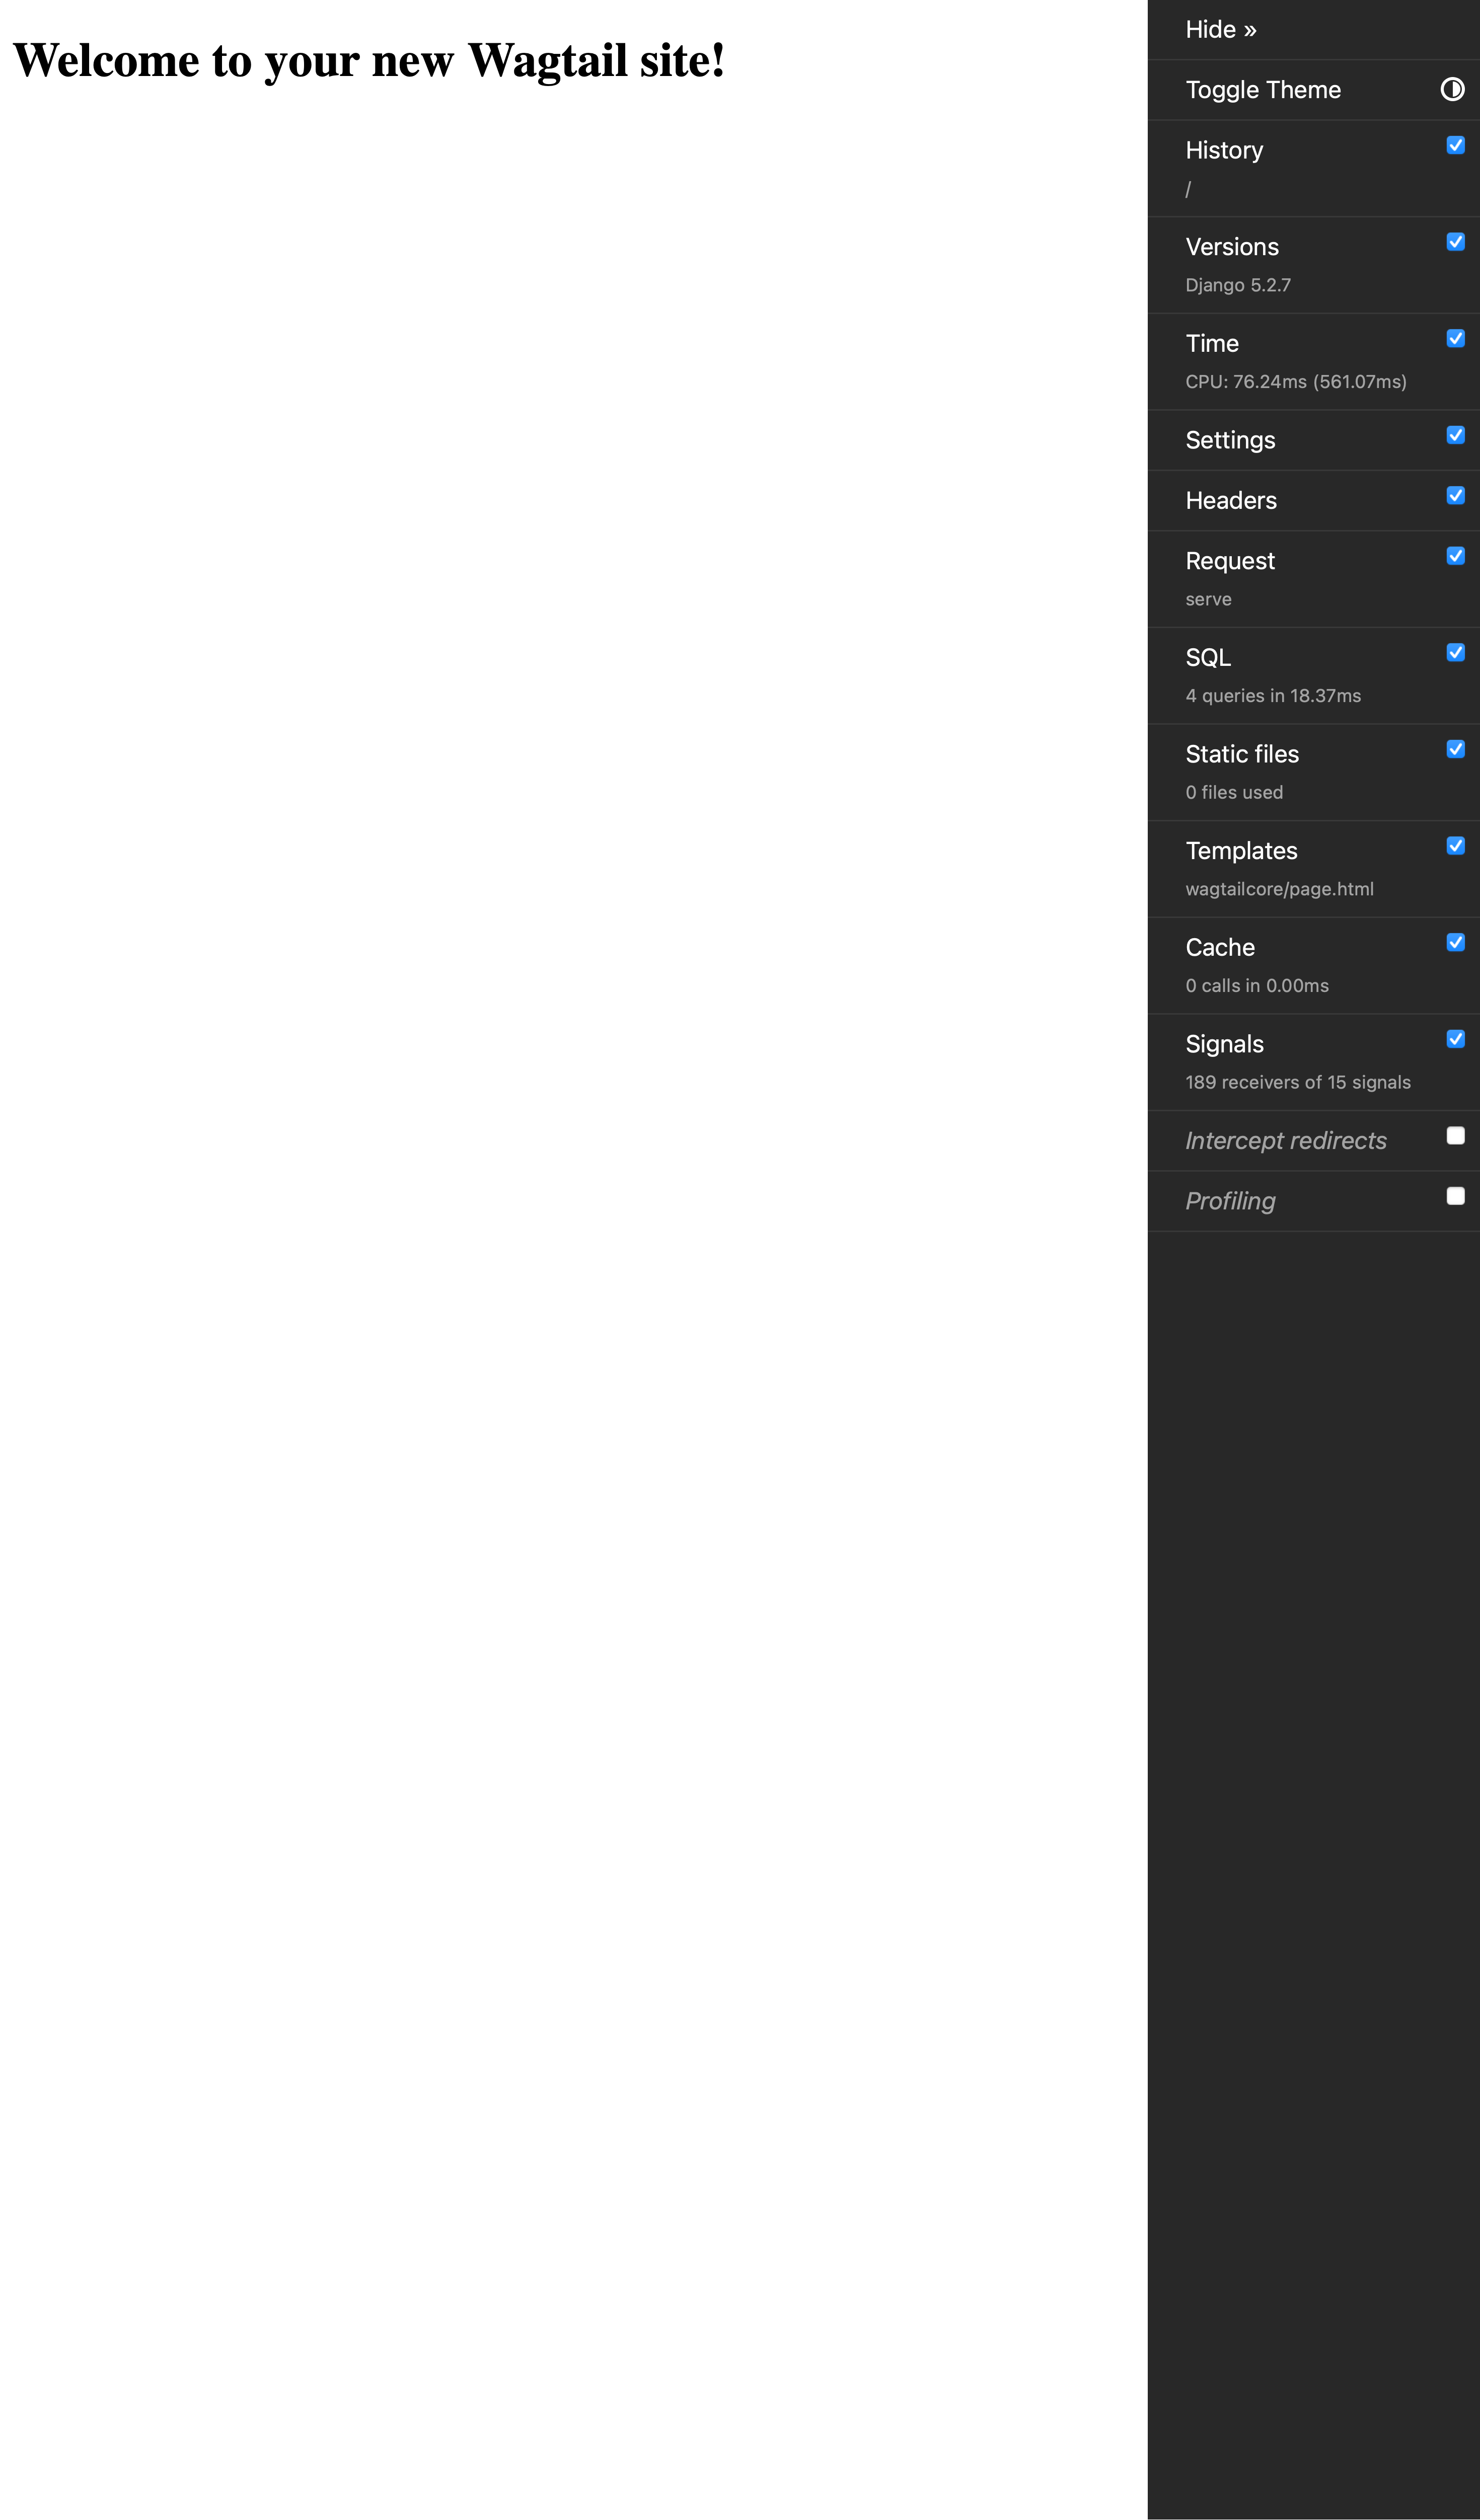 Welcome to your new Wagtail site!
Hide »
Toggle Theme
History
/
Versions
Django 5.2.7
Time
CPU: 76.24ms (561.07ms)
Settings
Headers
Request
serve
SQL
4 queries in 18.37ms
Static files
0 files used
Templates
wagtailcore/page.html
Cache
0 calls in 0.00ms
Signals
189 receivers of 15 signals
Intercept redirects
Profiling